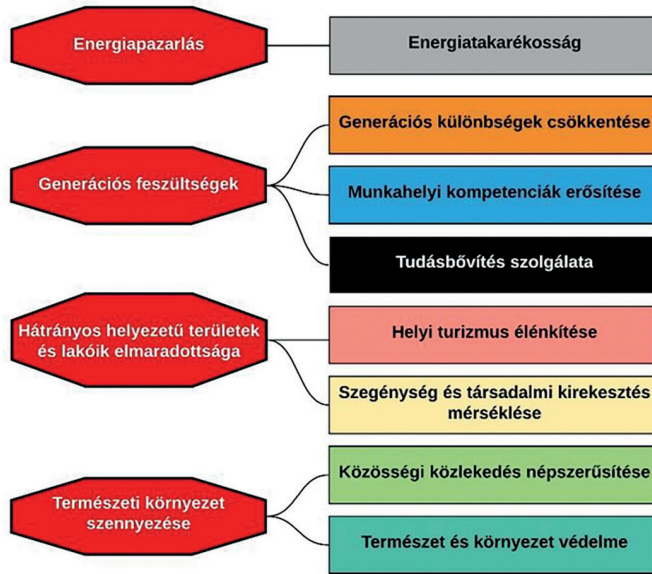 Energiapazarlás
Energiatakarékosság
Generációs feszültségek
Generációs különbségek csökkentése
Munkahelyi kompetenciák erősítése
Tudásbővítés szolgálata
Hátrányos helyezetű területek
és lakóik elmaradottsága
Helyi turizmus élénkítése
Szegénység és társadalmi kirekesztés
mérséklése
Természeti környezet
szennyezése
Közösségi közlekedés népszerűsítése
Természet és környezet védelme